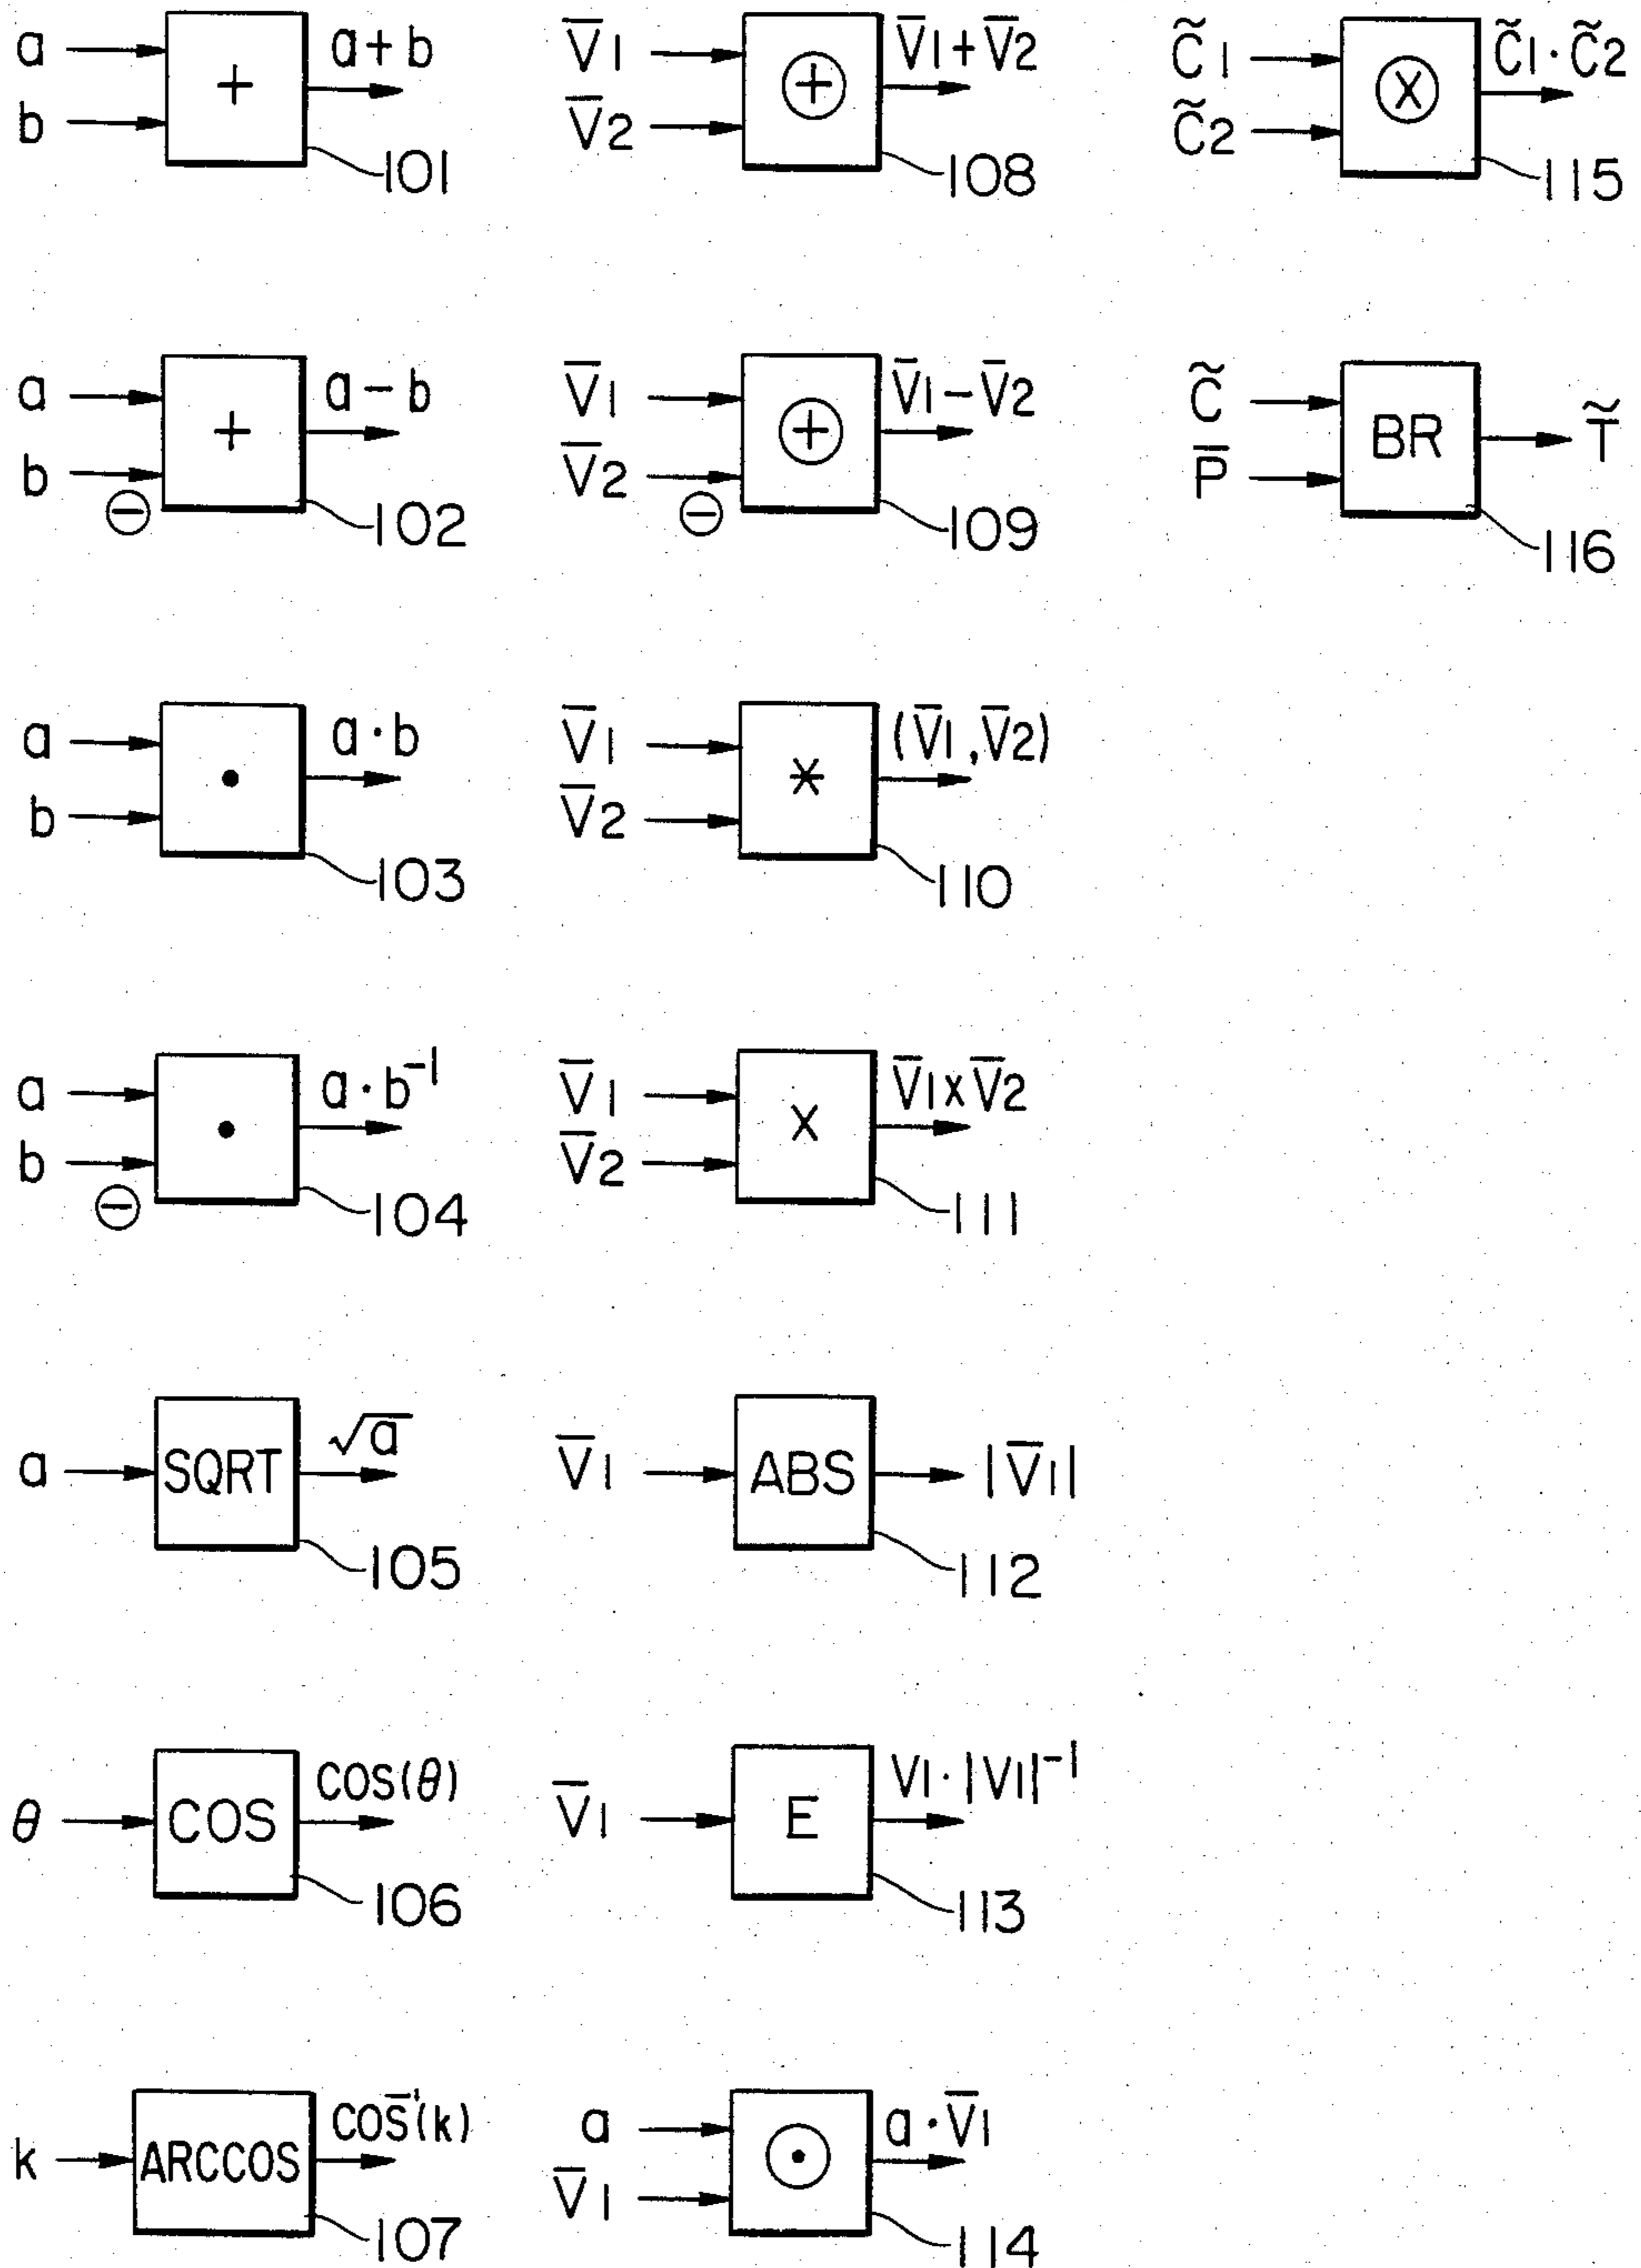 a
b
+
a+b
101
a
b
⊖
+
a-b
102
a
b
•
a·b
103
a
b
⊖
•
a·b⁻¹
104
a
SQRT
√a
105
θ
COS
COS(θ)
106
k
ARCCOS
COS⁻¹(k)
107
V̅1
V̅2
⊕
V̅1+V̅2
108
V̅1
V̅2
⊖
⊕
V̅1-V̅2
109
V̅1
V̅2
*
(V̅1,V̅2)
110
V̅1
V̅2
X
V̅1xV̅2
111
V̅1
ABS
|V̅1|
112
V̅1
E
V1·|V1|⁻¹
113
a
V̅1
⊙
a·V̅1
114
C̃1
C̃2
⊗
C̃1·C̃2
115
C̃
P̅
BR
T̃
116